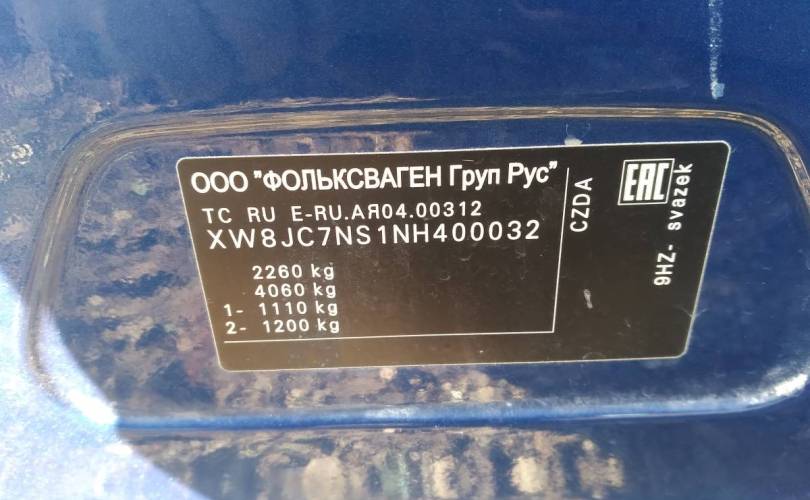 ООО "ФОЛЬКСВАГЕН Груп Рус"
TC RU E-RU.АЯ04.00312
XW8JC7NS1NH400032
2260 kg
4060 kg
1- 1110 kg
2- 1200 kg
CZDA
EAC
9HZ- svazek